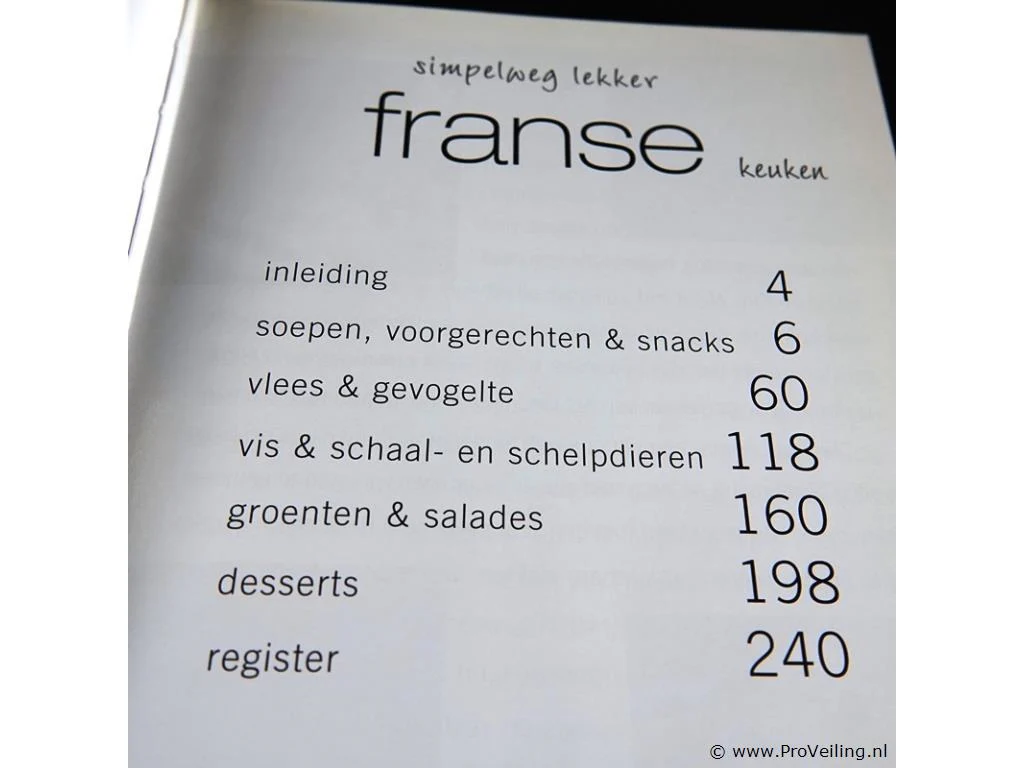 simpelweg lekker
franse keuken
inleiding 4
soepen, voorgerechten & snacks 6
vlees & gevogelte 60
vis & schaal- en schelpdieren 118
groenten & salades 160
desserts 198
register 240
© www.ProVeiling.nl